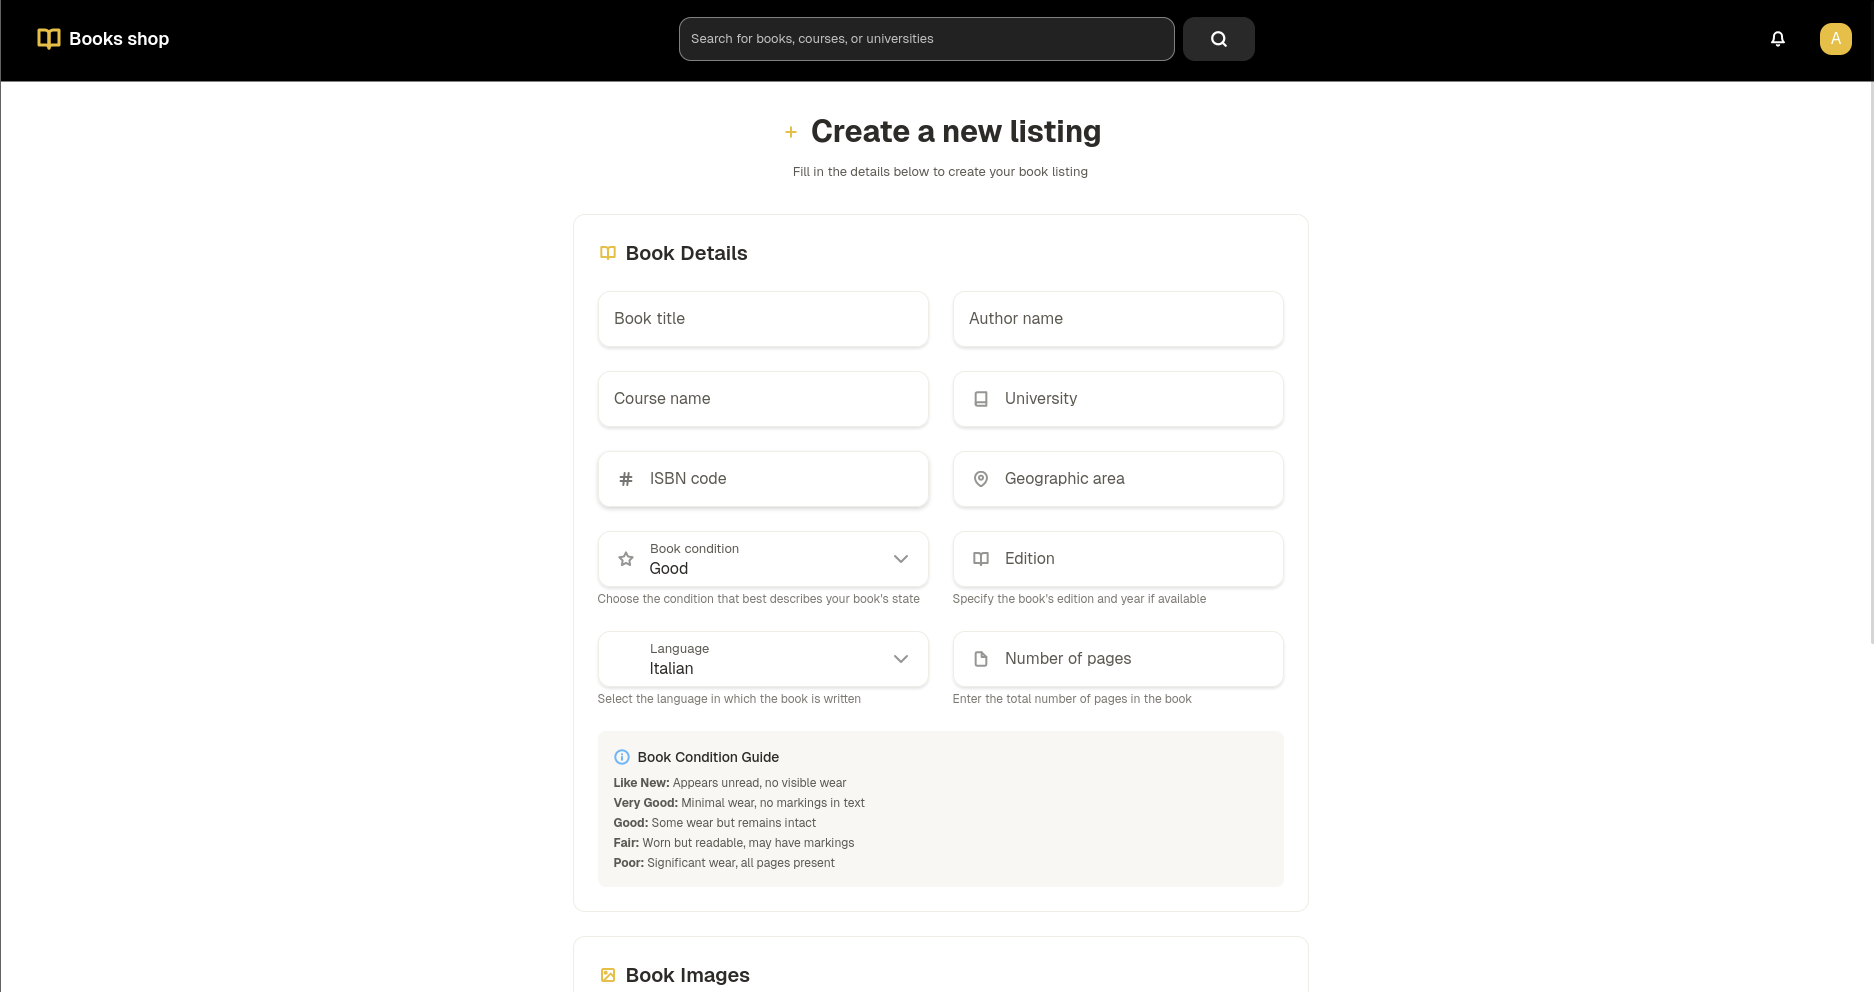 Books shop
Search for books, courses, or universities
A
+ Create a new listing
Fill in the details below to create your book listing
Book Details
Book title
Author name
Course name
University
# ISBN code
Geographic area
Book condition
Good
Choose the condition that best describes your book's state
Edition
Specify the book's edition and year if available
Language
Italian
Select the language in which the book is written
Number of pages
Enter the total number of pages in the book
Book Condition Guide
Like New: Appears unread, no visible wear
Very Good: Minimal wear, no markings in text
Good: Some wear but remains intact
Fair: Worn but readable, may have markings
Poor: Significant wear, all pages present
Book Images